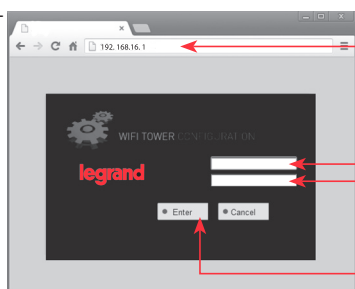 192.168.16.1
WIFI TOWER CONFIGURATION
legrand
Enter
Cancel